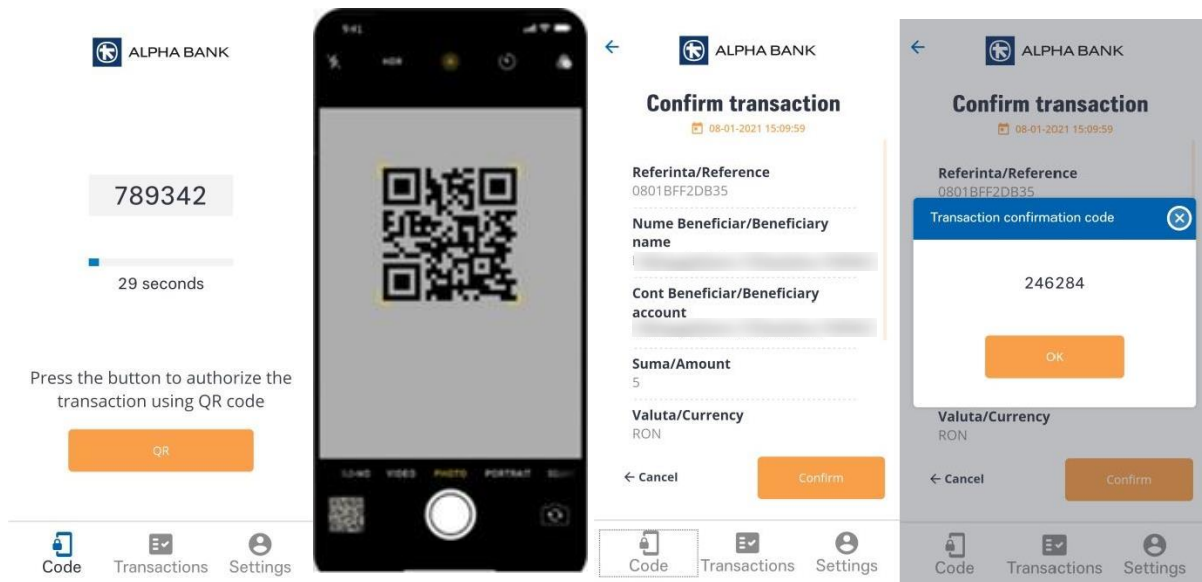 ALPHA BANK
789342
29 seconds
Press the button to authorize the
transaction using QR code
QR
Code
Transactions
Settings
9:41
HDR
VIDEO
PHOTO
PORTRAIT
ALPHA BANK
Confirm transaction
08-01-2021 15:09:59
Referinta/Reference
0801BFF2DB35
Nume Beneficiar/Beneficiary
name
Cont Beneficiar/Beneficiary
account
Suma/Amount
5
Valuta/Currency
RON
Cancel
Confirm
Code
Transactions
Settings
ALPHA BANK
Confirm transaction
08-01-2021 15:09:59
Referinta/Reference
0801BFF2DB35
Transaction confirmation code
246284
OK
Valuta/Currency
RON
Cancel
Confirm
Code
Transactions
Settings